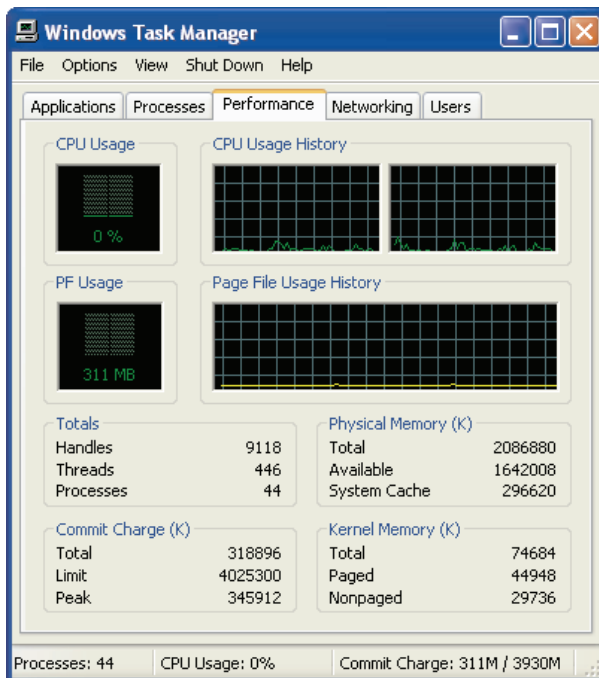 Windows Task Manager
File Options View Shut Down Help
Applications Processes Performance Networking Users
CPU Usage
CPU Usage History
0 %
PF Usage
Page File Usage History
311 MB
Totals
Handles 9118
Threads 446
Processes 44
Physical Memory (K)
Total 2086880
Available 1642008
System Cache 296620
Commit Charge (K)
Total 318896
Limit 4025300
Peak 345912
Kernel Memory (K)
Total 74684
Paged 44948
Nonpaged 29736
Processes: 44 CPU Usage: 0% Commit Charge: 311M / 3930M